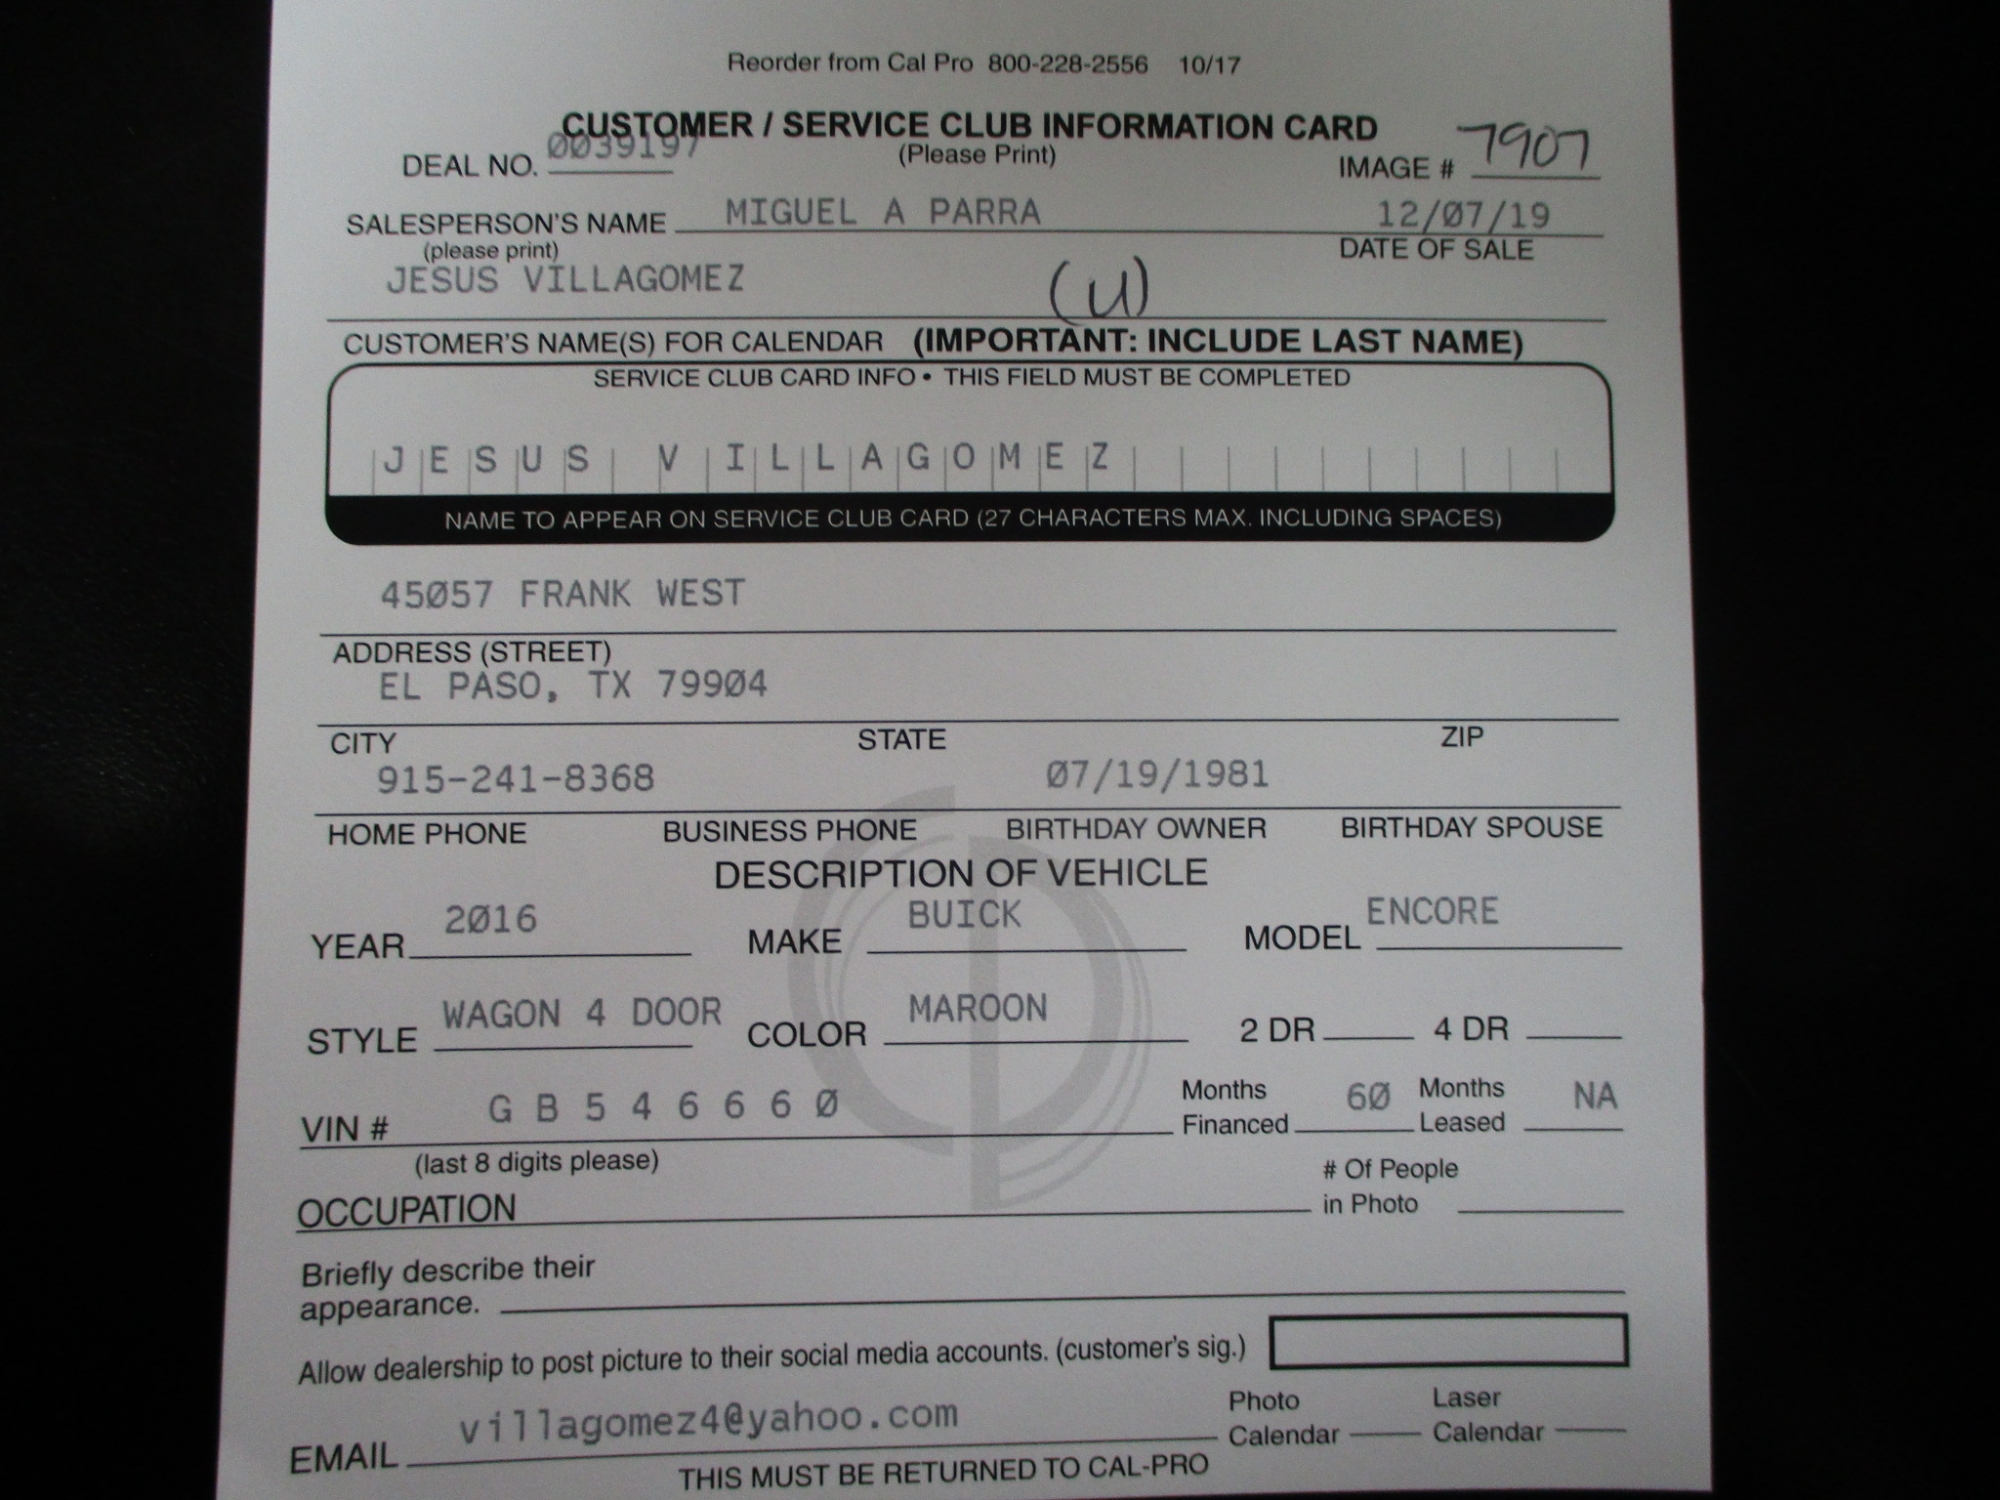 Reorder from Cal Pro 800-228-2556 10/17
CUSTOMER / SERVICE CLUB INFORMATION CARD
(Please Print)
DEAL NO. 0039197 IMAGE # 7907
SALESPERSON'S NAME MIGUEL A PARRA 12/07/19
(please print) DATE OF SALE
JESUS VILLAGOMEZ (U)
CUSTOMER'S NAME(S) FOR CALENDAR (IMPORTANT: INCLUDE LAST NAME)
SERVICE CLUB CARD INFO • THIS FIELD MUST BE COMPLETED
JESUS VILLAGOMEZ
NAME TO APPEAR ON SERVICE CLUB CARD (27 CHARACTERS MAX. INCLUDING SPACES)
45057 FRANK WEST
ADDRESS (STREET)
EL PASO, TX 79904
CITY STATE ZIP
915-241-8368 07/19/1981
HOME PHONE BUSINESS PHONE BIRTHDAY OWNER BIRTHDAY SPOUSE
DESCRIPTION OF VEHICLE
YEAR 2016 MAKE BUICK MODEL ENCORE
STYLE WAGON 4 DOOR COLOR MAROON 2 DR 4 DR
VIN # G B 5 4 6 6 6 0 Months Financed 60 Months Leased NA
(last 8 digits please)
OCCUPATION # Of People in Photo
Briefly describe their
appearance.
Allow dealership to post picture to their social media accounts. (customer's sig.)
EMAIL villagomez4@yahoo.com Photo Calendar Laser Calendar
THIS MUST BE RETURNED TO CAL-PRO